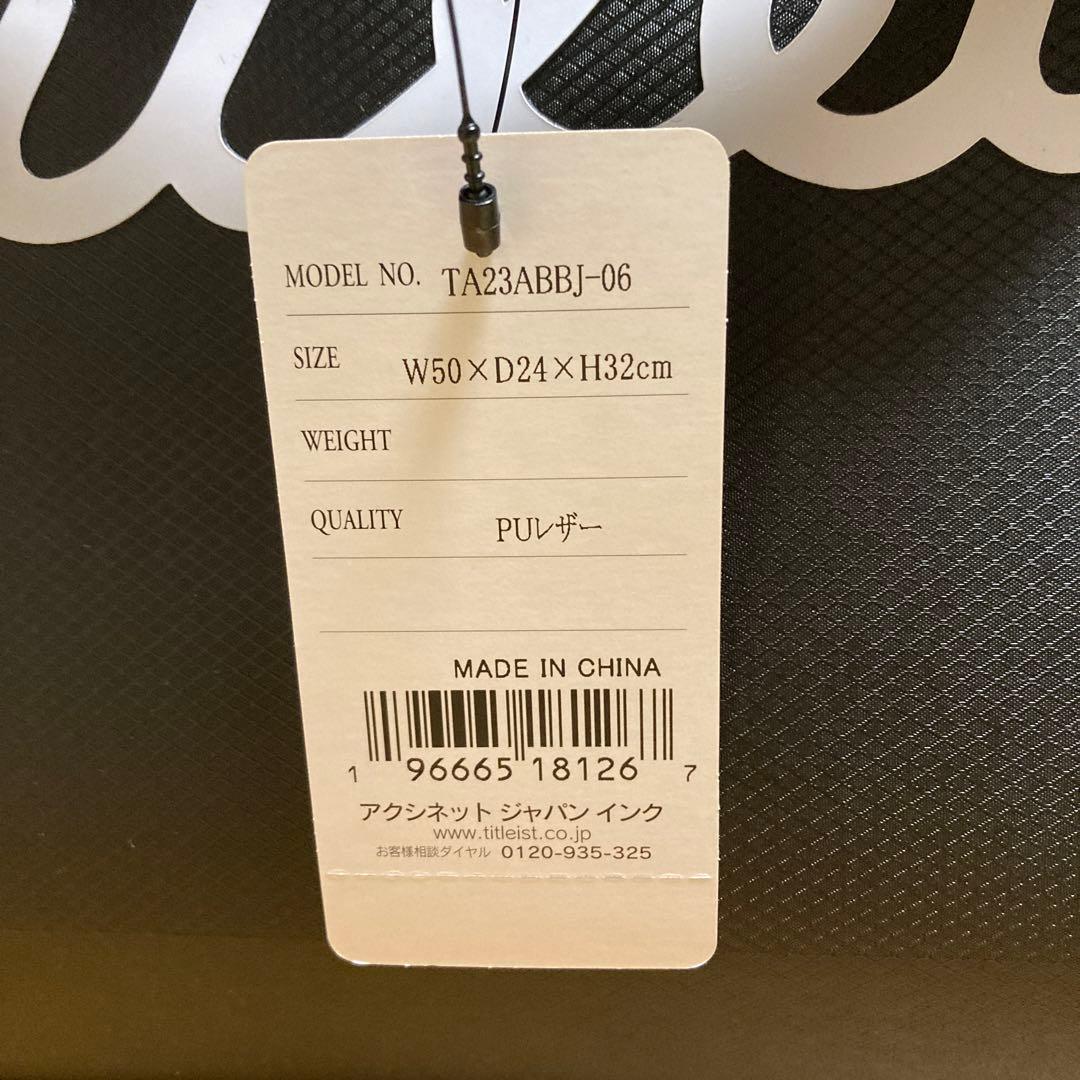 MODEL NO. TA23ABBJ-06
SIZE W50×D24×H32cm
WEIGHT
QUALITY PUレザー
MADE IN CHINA
1 96665 18126 7
アクシネット ジャパン インク
www.titleist.co.jp
お客様相談ダイヤル 0120-935-325